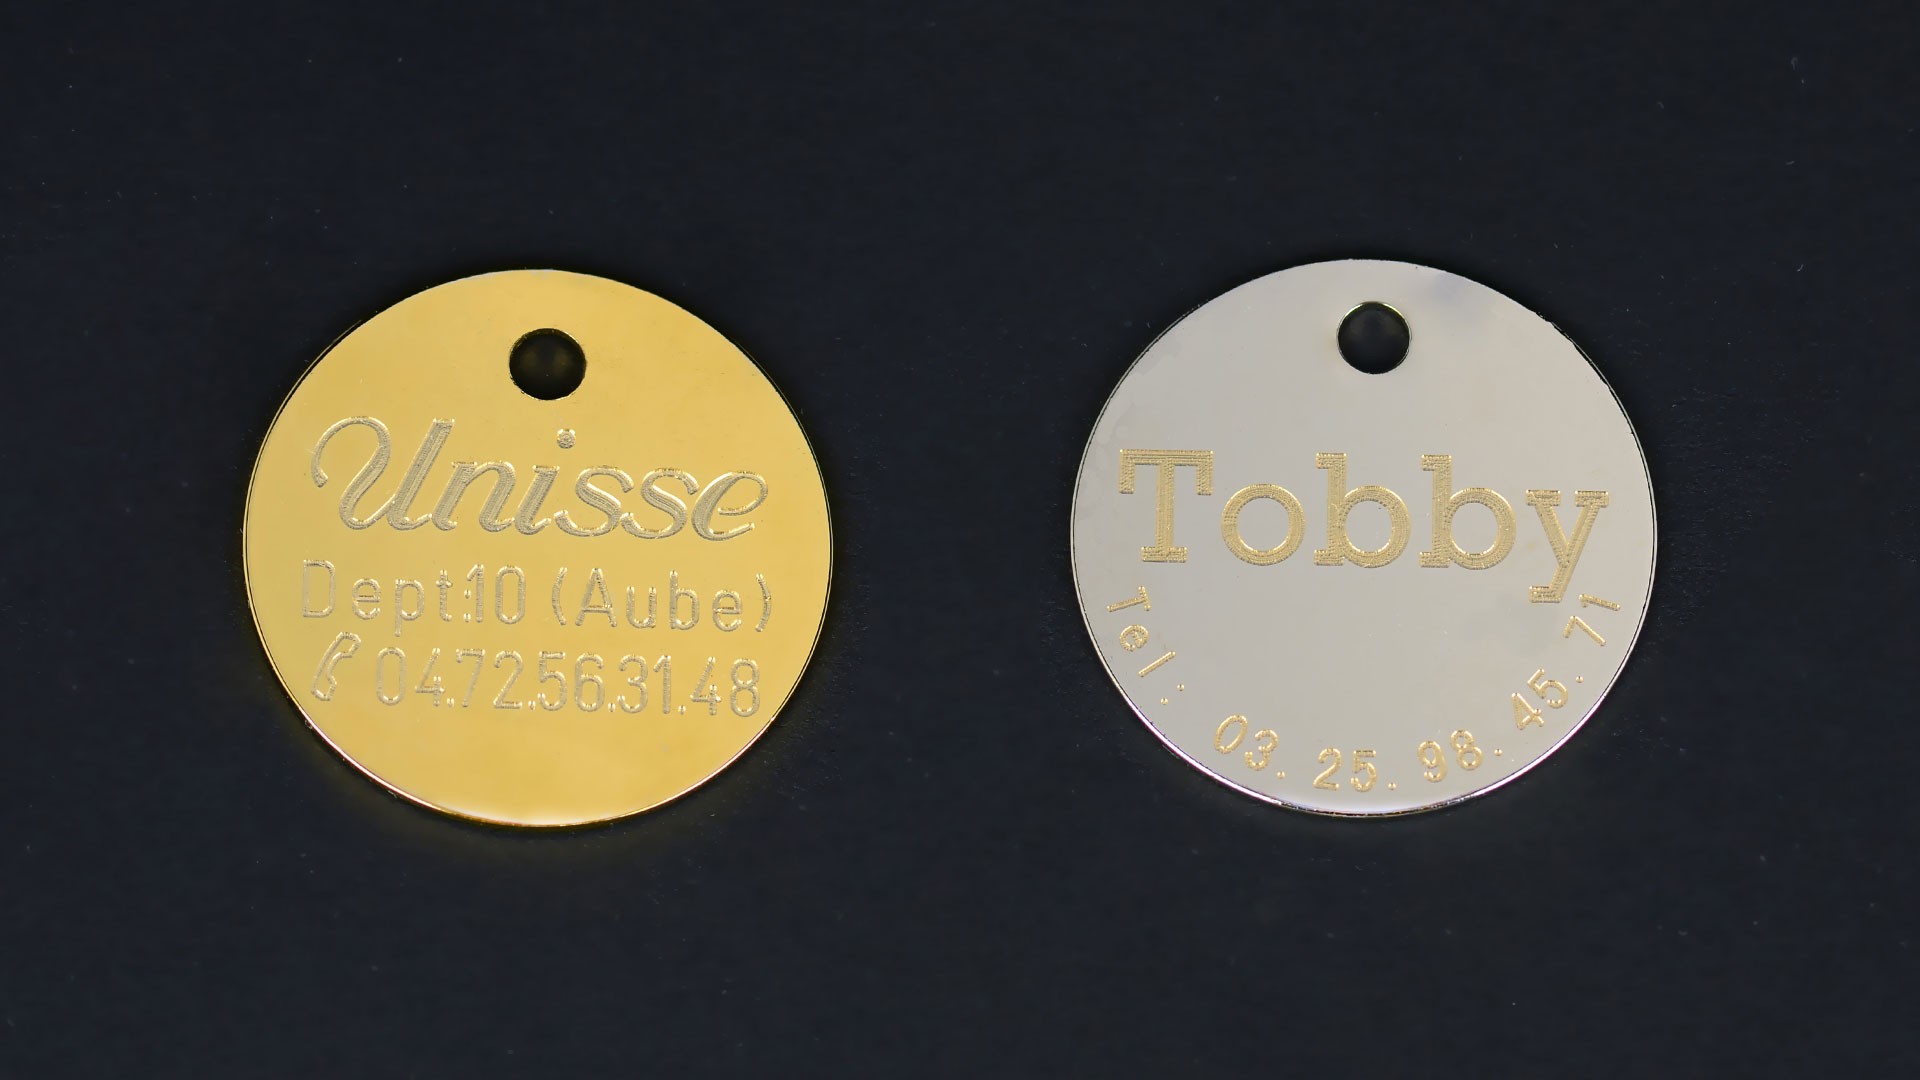 Unisse
Dept:10 (Aube)
04.72.56.31.48
Tobby
Tel: 03. 25. 98. 45. 71